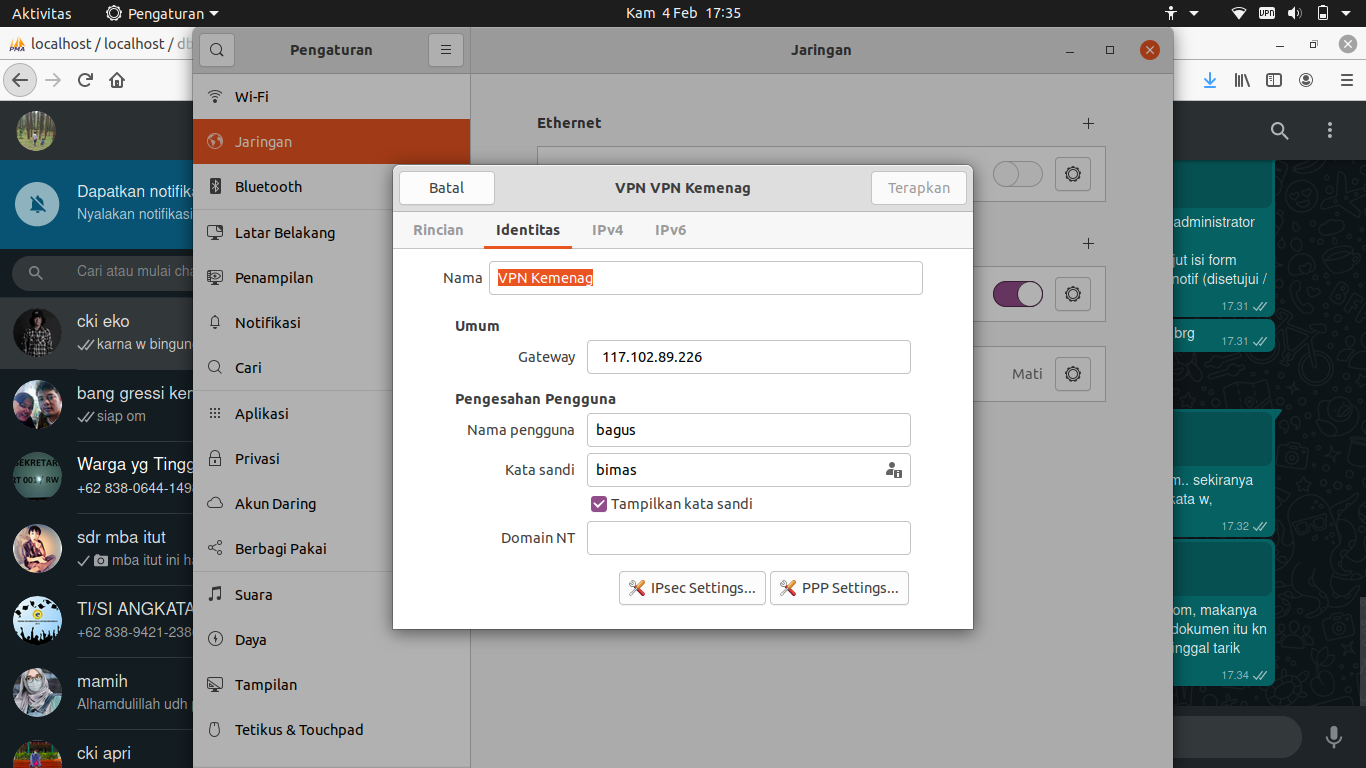 Aktivitas
Pengaturan
Kam 4 Feb 17:35
VPN
PMA
localhost / localhost / db
Pengaturan
Jaringan
Wi-Fi
Jaringan
Bluetooth
Latar Belakang
Penampilan
Notifikasi
Cari
Aplikasi
Privasi
Akun Daring
Berbagi Pakai
Suara
Daya
Tampilan
Tetikus & Touchpad
Ethernet
Mati
Batal
VPN VPN Kemenag
Terapkan
Rincian
Identitas
IPv4
IPv6
Nama
VPN Kemenag
Umum
Gateway
117.102.89.226
Pengesahan Pengguna
Nama pengguna
bagus
Kata sandi
bimas
Tampilkan kata sandi
Domain NT
IPsec Settings...
PPP Settings...
Dapatkan notifika
Nyalakan notifikasi
Cari atau mulai cha
cki eko
karna w bingun
bang gressi ker
siap om
Warga yg Tingg
+62 838-0644-149
sdr mba itut
mba itut ini ha
TI/SI ANGKATA
+62 838-9421-238
mamih
Alhamdulillah udh
cki apri
administrator
ut isi form
notif (disetujui /
17.31
brg
17.31
m.. sekiranya
kata w,
17.32
om, makanya
dokumen itu kn
inggal tarik
17.34